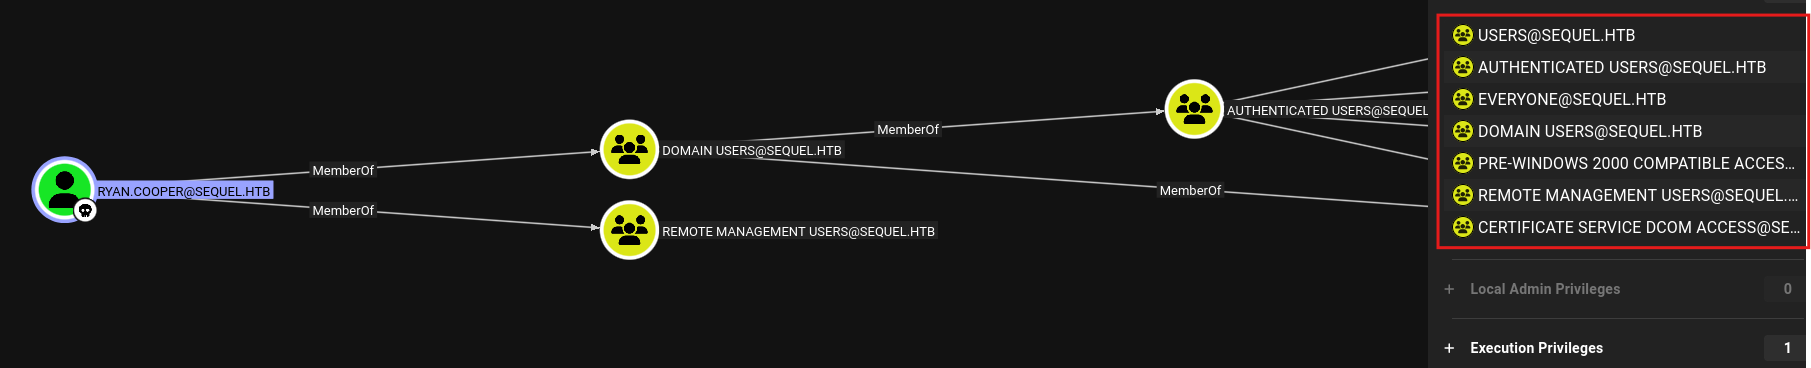 RYAN.COOPER@SEQUEL.HTB
MemberOf
MemberOf
DOMAIN USERS@SEQUEL.HTB
REMOTE MANAGEMENT USERS@SEQUEL.HTB
MemberOf
MemberOf
AUTHENTICATED USERS@SEQUEL
USERS@SEQUEL.HTB
AUTHENTICATED USERS@SEQUEL.HTB
EVERYONE@SEQUEL.HTB
DOMAIN USERS@SEQUEL.HTB
PRE-WINDOWS 2000 COMPATIBLE ACCES...
REMOTE MANAGEMENT USERS@SEQUEL....
CERTIFICATE SERVICE DCOM ACCESS@SE...
+ Local Admin Privileges 0
+ Execution Privileges 1